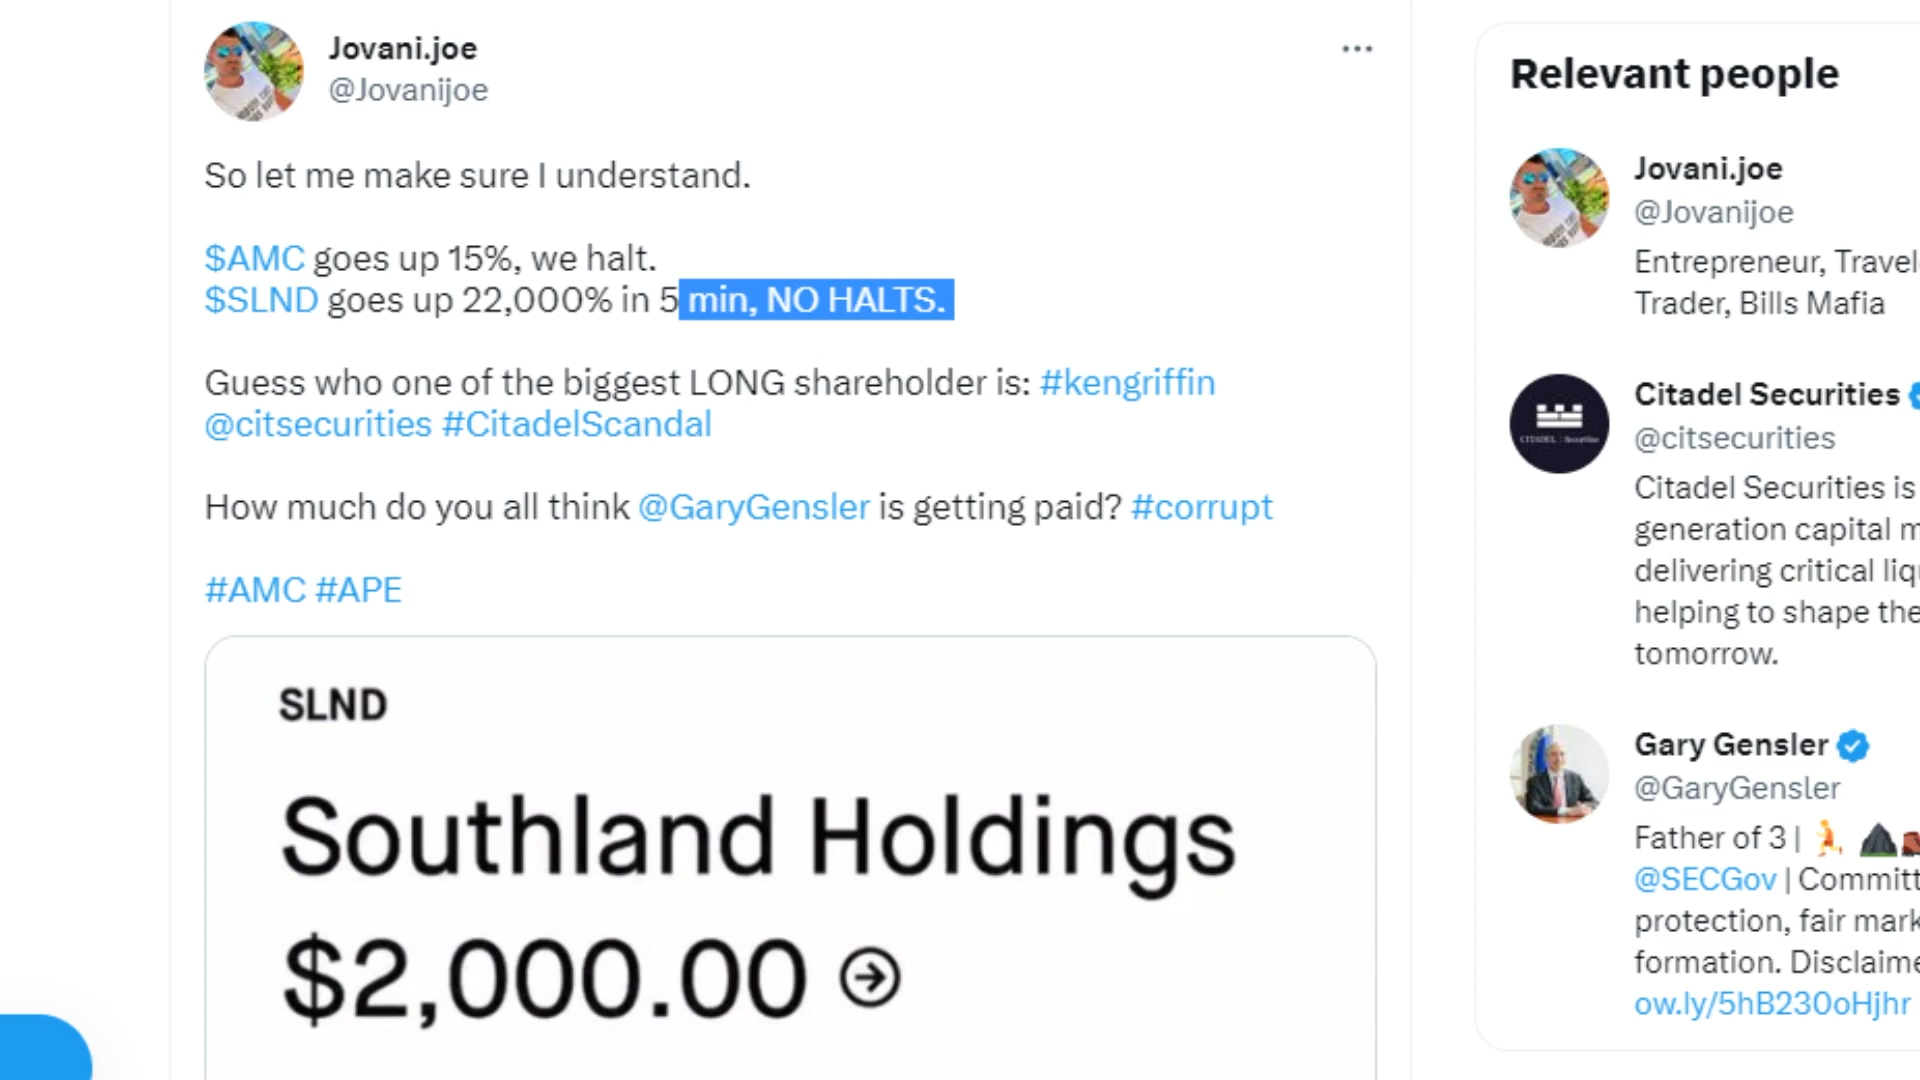 Jovani.joe
@Jovanijoe
So let me make sure I understand.
$AMC goes up 15%, we halt.
$SLND goes up 22,000% in 5 min, NO HALTS.
Guess who one of the biggest LONG shareholder is: #kengriffin
@citsecurities #CitadelScandal
How much do you all think @GaryGensler is getting paid? #corrupt
#AMC #APE
SLND
Southland Holdings
$2,000.00
Relevant people
Jovani.joe
@Jovanijoe
Entrepreneur, Travel
Trader, Bills Mafia
Citadel Securities
@citsecurities
Citadel Securities is
generation capital m
delivering critical liqu
helping to shape the
tomorrow.
Gary Gensler
@GaryGensler
Father of 3 |
@SECGov | Committ
protection, fair mark
formation. Disclaime
ow.ly/5hB230oHjhr